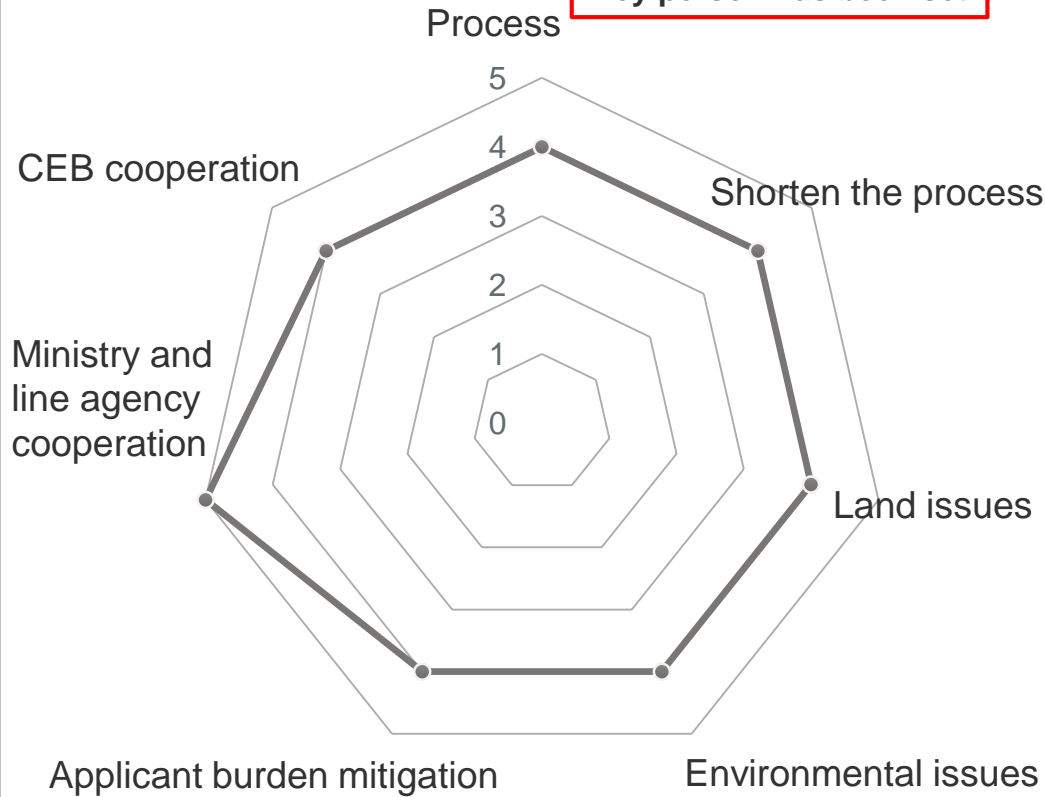 Process
5
4
3
2
1
0
CEB cooperation
Shorten the process
Ministry and
line agency
cooperation
Land issues
Applicant burden mitigation
Environmental issues